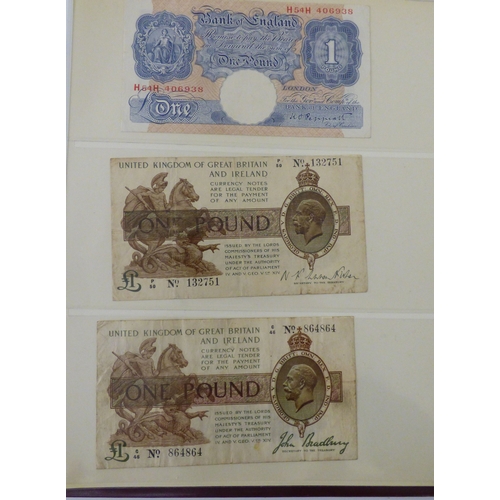 H54H 406938
Bank of England
1
One Pound
H54H 406938
LONDON
One
BANK OF ENGLAND
UNITED KINGDOM OF GREAT BRITAIN
AND IRELAND
Nº 132751
CURRENCY NOTES
ARE LEGAL TENDER
FOR THE PAYMENT
OF ANY AMOUNT
ONE POUND
ISSUED BY THE LORDS
COMMISSIONERS OF HIS
MAJESTY'S TREASURY
UNDER THE AUTHORITY
OF ACT OF PARLIAMENT
£ Nº 132751
UNITED KINGDOM OF GREAT BRITAIN
AND IRELAND
Nº 864864
CURRENCY NOTES
ARE LEGAL TENDER
FOR THE PAYMENT
OF ANY AMOUNT
ONE POUND
ISSUED BY THE LORDS
COMMISSIONERS OF HIS
MAJESTY'S TREASURY
UNDER THE AUTHORITY
OF ACT OF PARLIAMENT
£ Nº 864864
John Bradbury